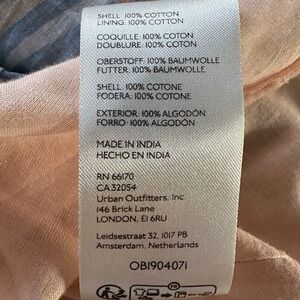 SHELL: 100% COTTON
LINING: 100% COTTON
COQUILLE: 100% COTON
DOUBLURE: 100% COTON
OBERSTOFF: 100% BAUMWOLLE
FUTTER: 100% BAUMWOLLE
SHELL: 100% COTONE
FODERA: 100% COTONE
EXTERIOR: 100% ALGODÓN
FORRO: 100% ALGODÓN
MADE IN INDIA
HECHO EN INDIA
RN 66170
CA 32054
Urban Outfitters, Inc.
146 Brick Lane
LONDON, E1 6RU
Leidsestraat 32, 1017 PB
Amsterdam, Netherlands
OB1904071